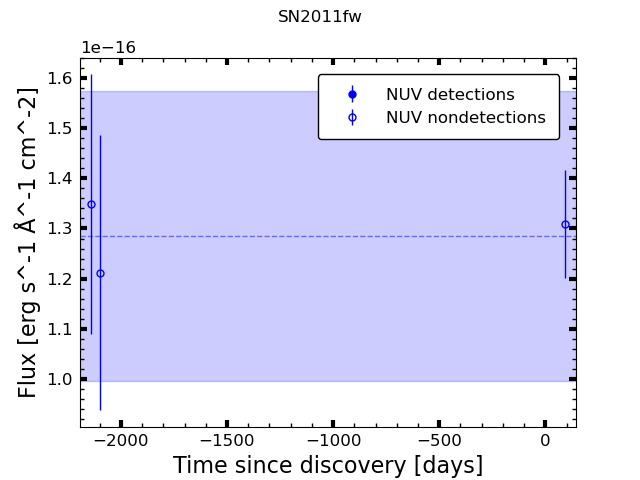 SN2011fw
1e−16
NUV detections
NUV nondetections
1.6
1.5
1.4
1.3
1.2
1.1
1.0
Flux [erg s^-1 Å^-1 cm^-2]
−2000 −1500 −1000 −500 0
Time since discovery [days]